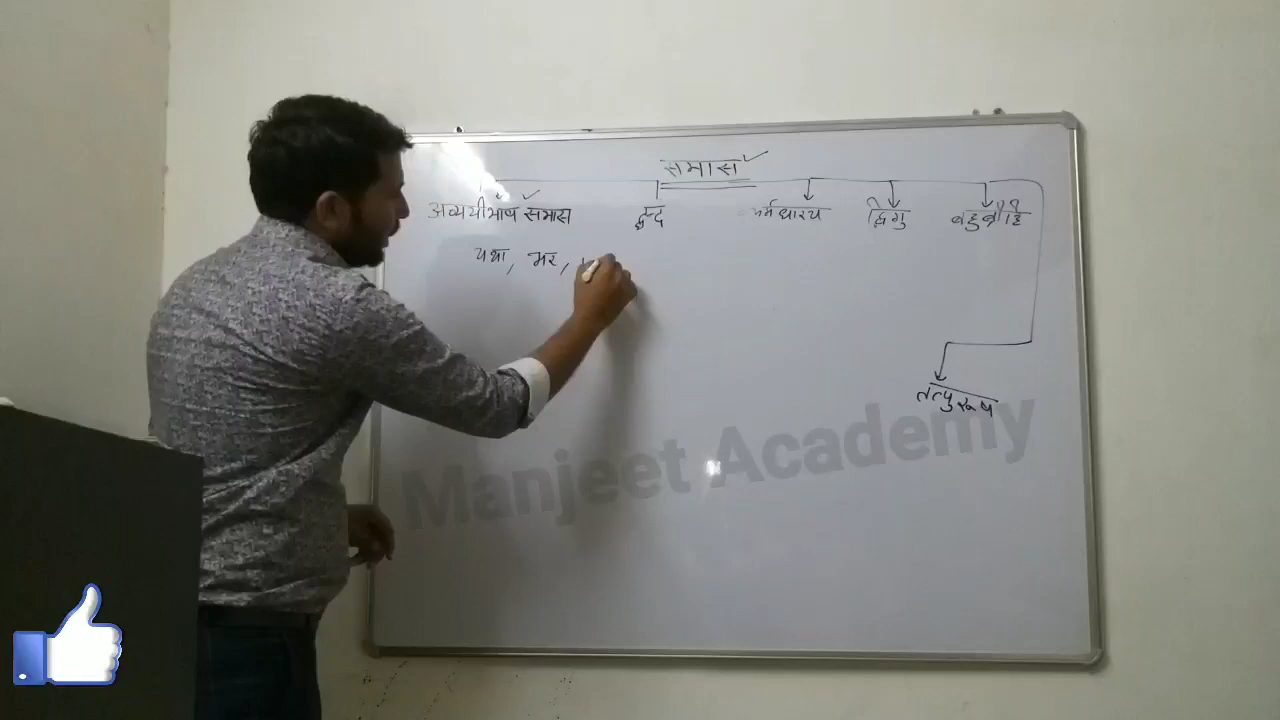 समास
अव्ययीभाव समास द्वन्द कर्मधारय द्विगु बहुब्रीहि
यथा, भर,
तत्पुरूष
Manjeet Academy